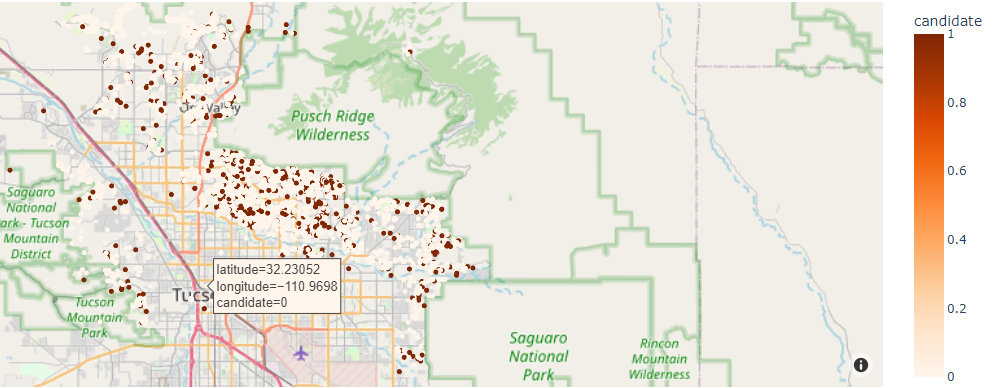 candidate
1
0.8
0.6
0.4
0.2
0
Pusch Ridge
Wilderness
Saguaro
National
ark - Tucson
Mountain
District
latitude=32.23052
longitude=−110.9698
candidate=0
Tucson
Mountain
Park
Saguaro
National
Park
Rincon
Mountain
Wilderness